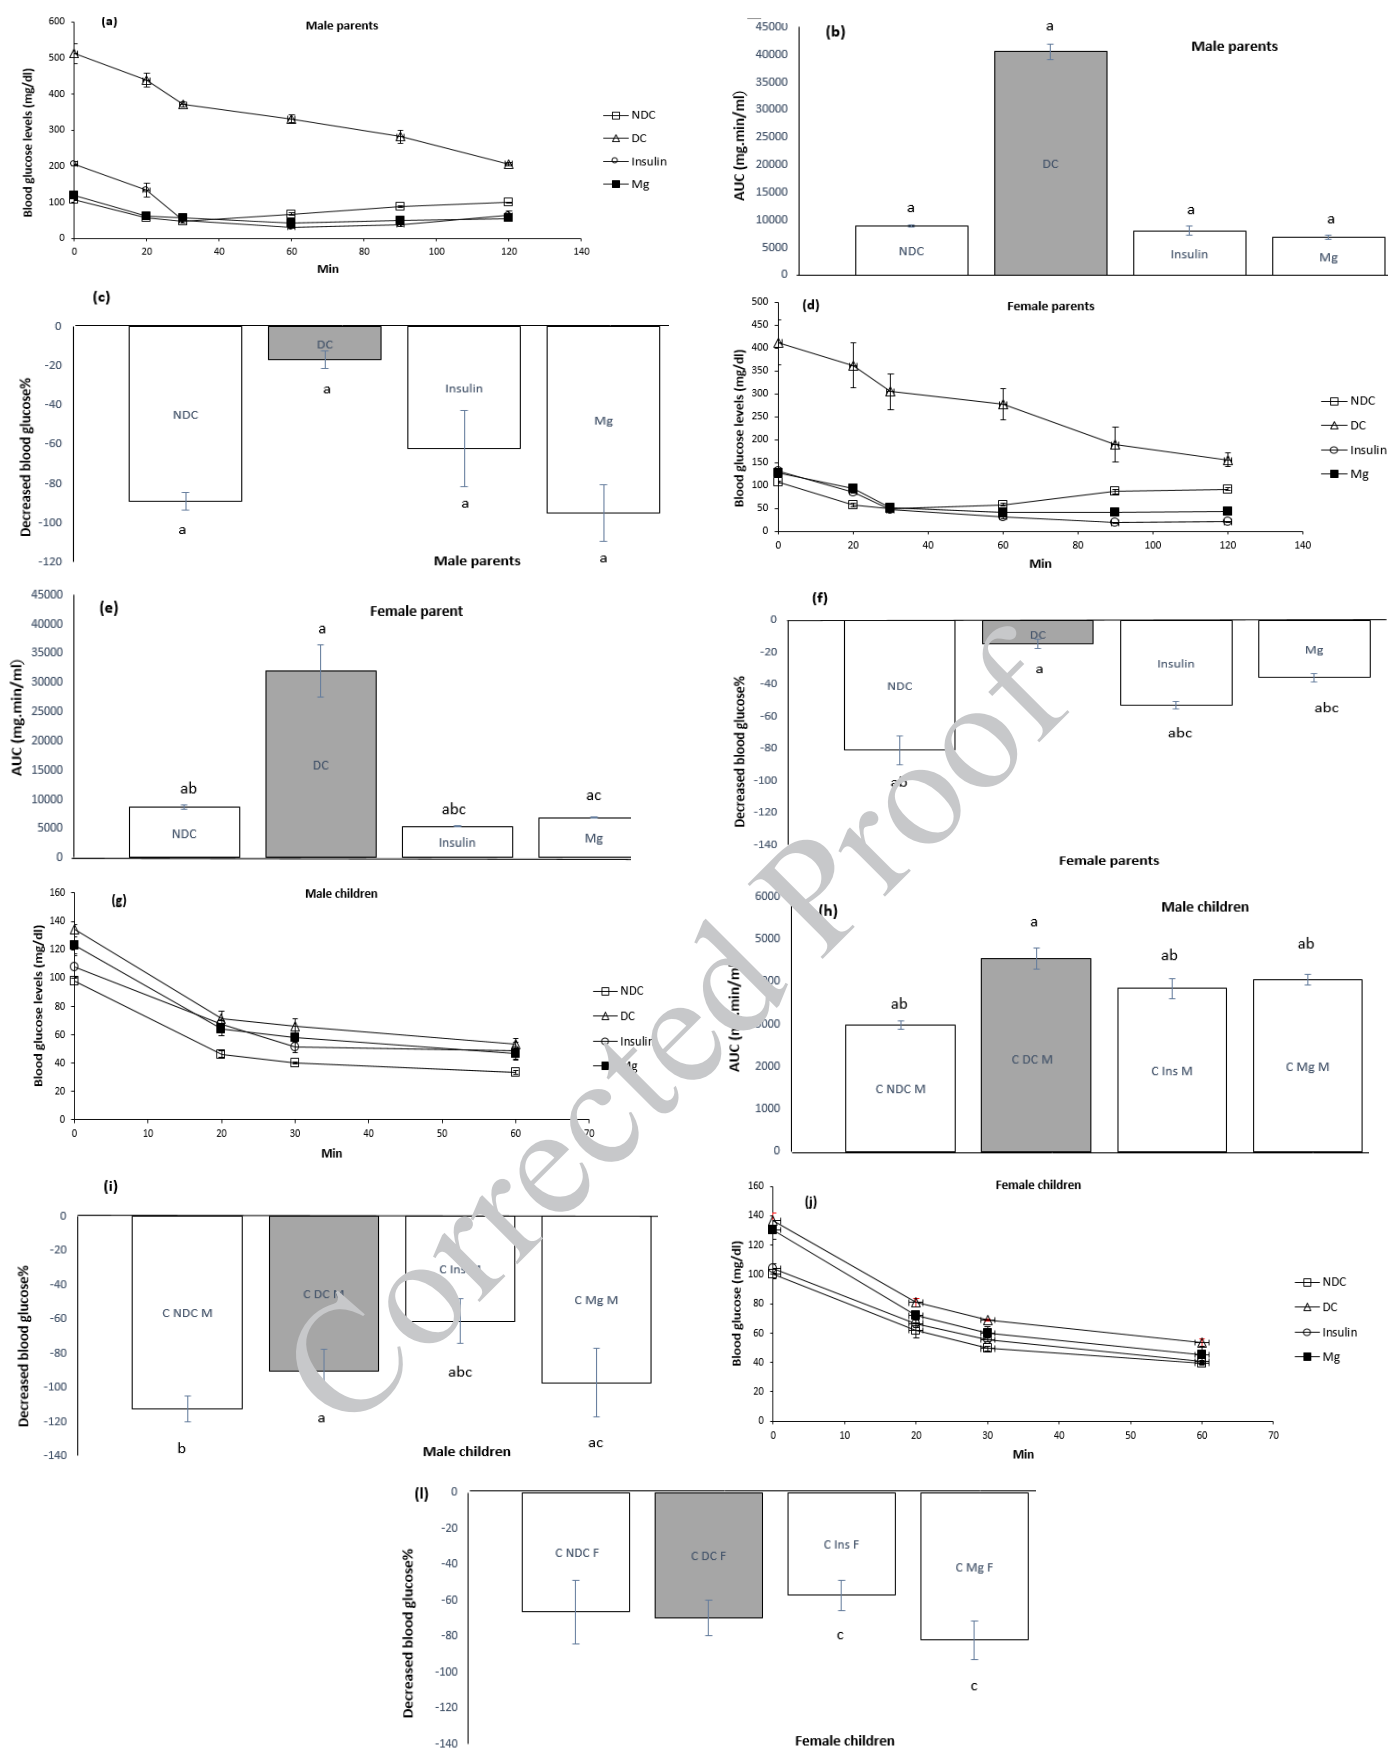 (a)
Male parents
Blood glucose levels (mg/dl)
600
500
400
300
200
100
0
0 20 40 60 80 100 120 140
Min
NDC
DC
Insulin
Mg
(b)
Male parents
AUC (mg.min/ml)
45000
40000
35000
30000
25000
20000
15000
10000
5000
0
a a a a
NDC DC Insulin Mg
(c)
Decreased blood glucose%
0
-20
-40
-60
-80
-100
-120
NDC DC Insulin Mg
a a a a
Male parents
(d)
Female parents
Blood glucose levels (mg/dl)
500
450
400
350
300
250
200
150
100
50
0
0 20 40 60 80 100 120 140
Min
NDC
DC
Insulin
Mg
(e)
Female parent
AUC (mg.min/ml)
45000
40000
35000
30000
25000
20000
15000
10000
5000
0
ab a abc ac
NDC DC Insulin Mg
(f)
Decreased blood glucose%
0
-20
-40
-60
-80
-100
-120
-140
NDC DC Insulin Mg
ab a abc abc
Female parents
(g)
Male children
Blood glucose levels (mg/dl)
160
140
120
100
80
60
40
20
0
0 10 20 30 40 50 60 70
Min
NDC
DC
Insulin
(h)
Male children
6000
5000
2000
1000
0
ab a ab ab
C NDC M C DC M C Ins M C Mg M
(i)
Decreased blood glucose%
0
-20
-40
-60
-80
-100
-120
-140
C NDC M C DC M C Ins M C Mg M
b a abc ac
Male children
(j)
Female children
Blood glucose (mg/dl)
160
140
120
100
80
60
40
20
0
0 10 20 30 40 50 60 70
Min
NDC
DC
Insulin
Mg
(l)
Decreased blood glucose%
0
-20
-40
-60
-80
-100
-120
-140
C NDC F C DC F C Ins F C Mg F
c c
Female children
Corrected Proof